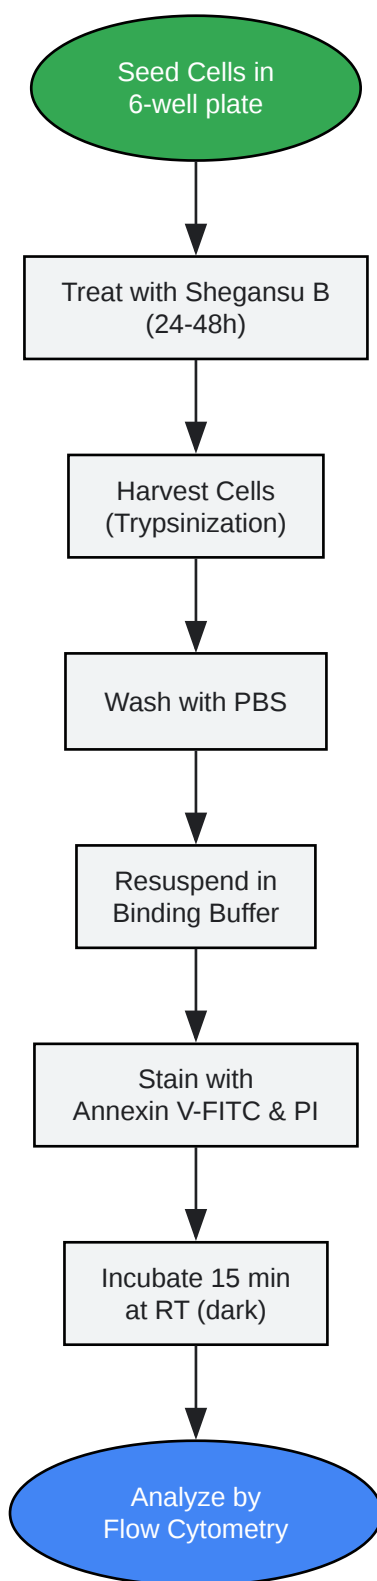 Seed Cells in
6-well plate
Treat with Shegansu B
(24-48h)
Harvest Cells
(Trypsinization)
Wash with PBS
Resuspend in
Binding Buffer
Stain with
Annexin V-FITC & PI
Incubate 15 min
at RT (dark)
Analyze by
Flow Cytometry